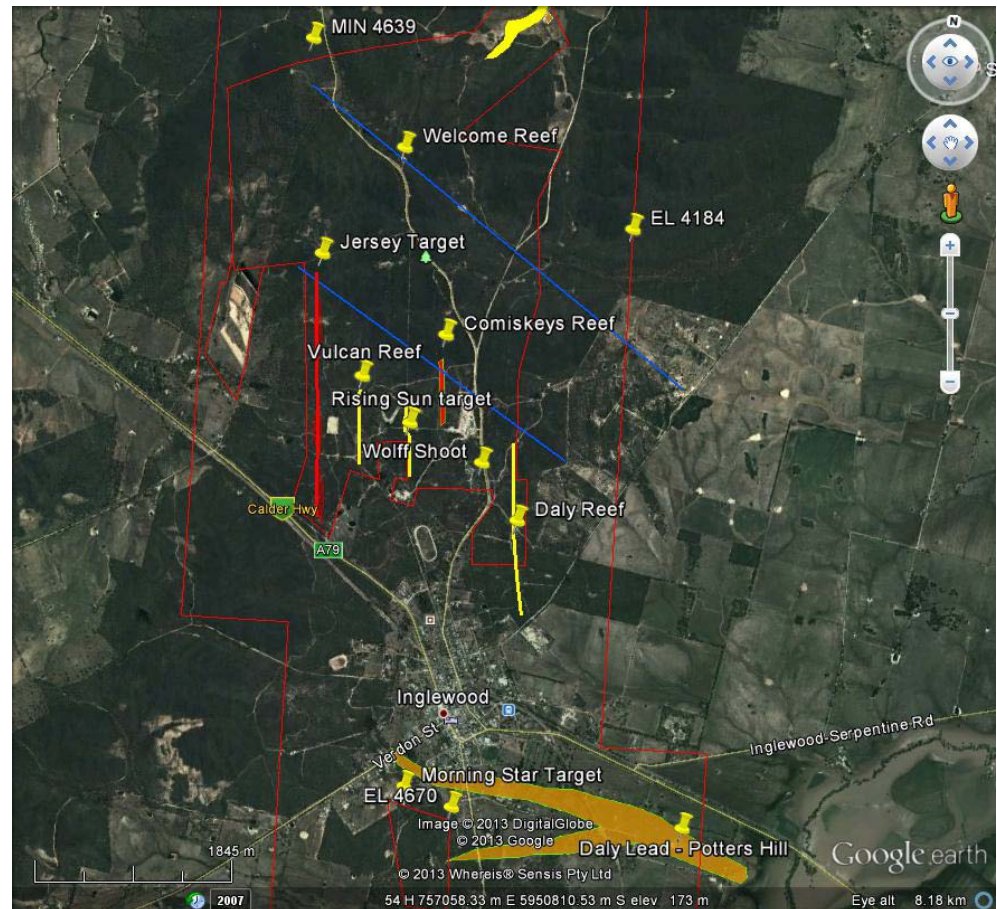 MIN 4639
N
S
Welcome Reef
EL 4184
Jersey Target
Comiskeys Reef
Vulcan Reef
Rising Sun target
Wolff Shoot
Calder Hwy
Daly Reef
A79
Inglewood
Verdon St
Inglewood-Serpentine Rd
Morning Star Target
EL 4670
Image © 2013 DigitalGlobe
© 2013 Google
Daly Lead - Potters Hill
Google earth
1845 m
© 2013 Whereis® Sensis Pty Ltd
2007
54 H 757058.33 m E 5950810.53 m S elev 173 m
Eye alt 8.18 km